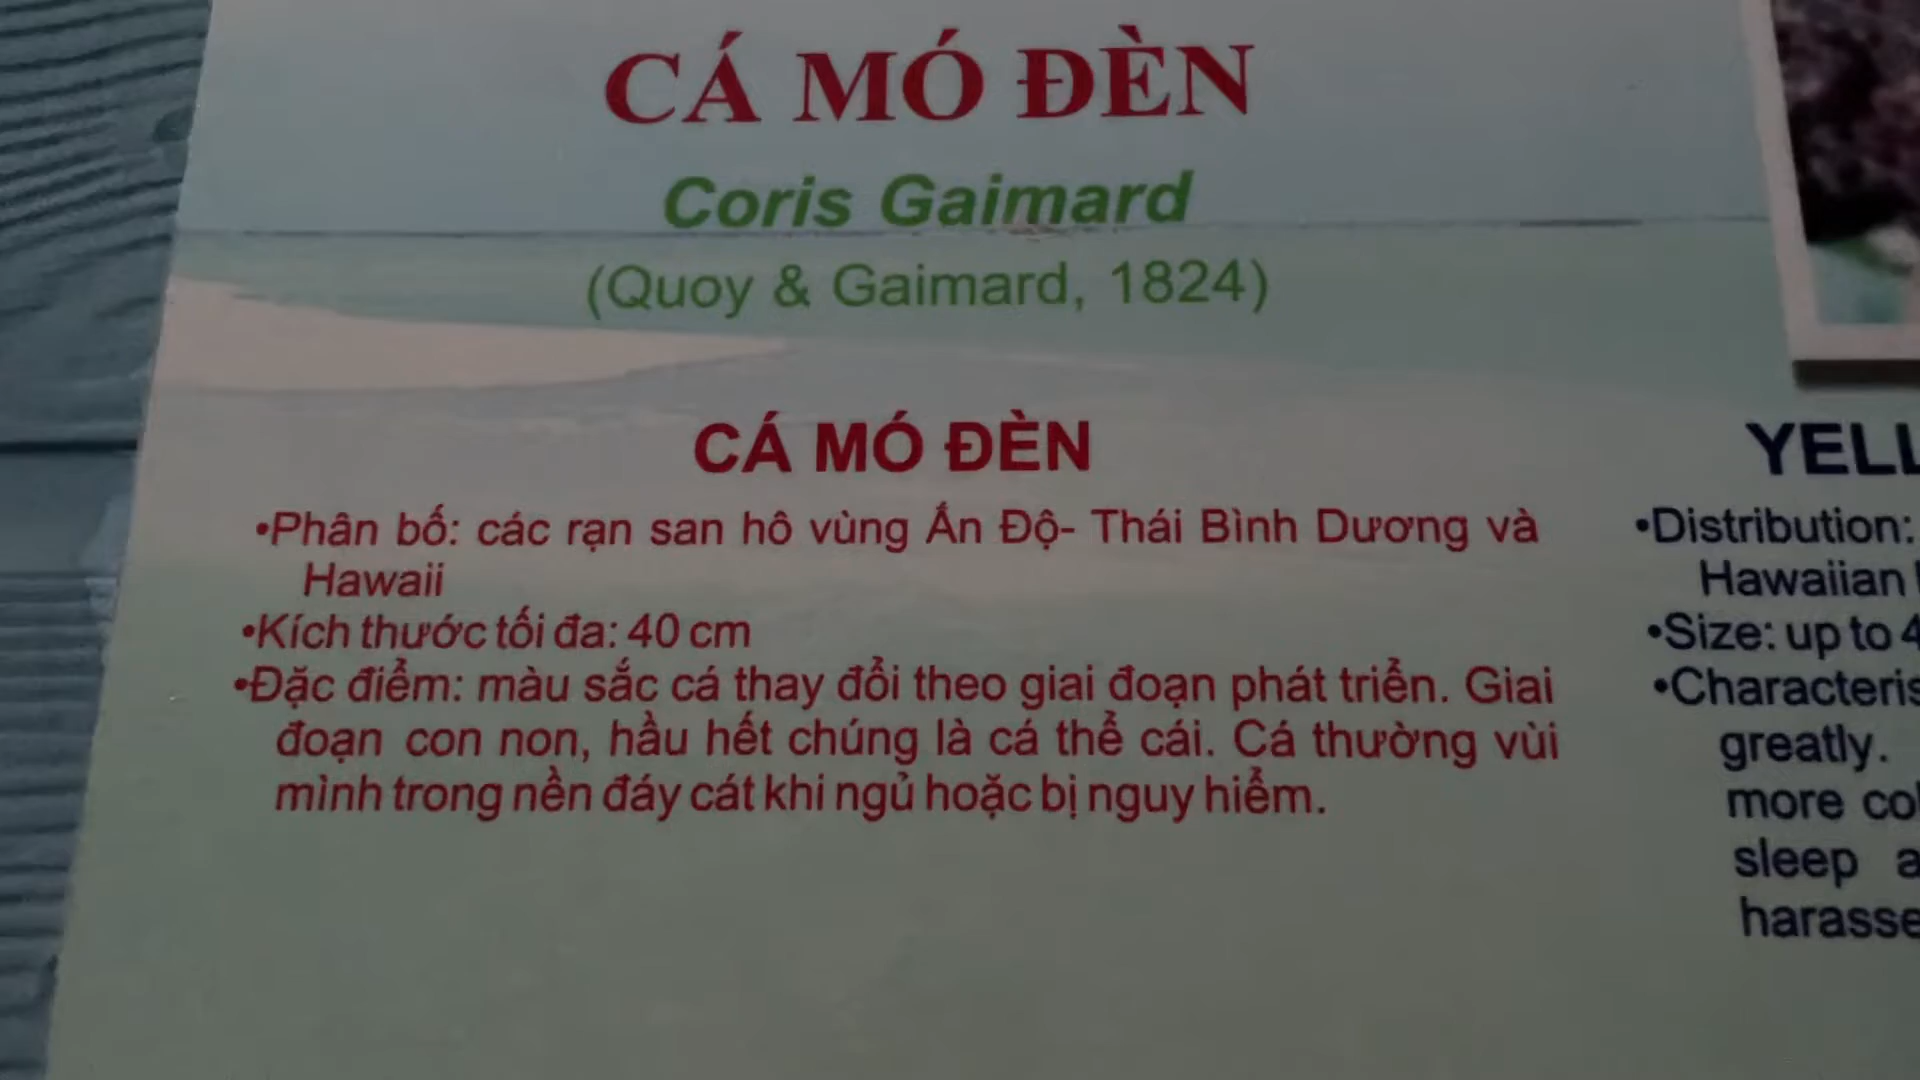 CÁ MÓ ĐÈN
Coris Gaimard
(Quoy & Gaimard, 1824)
CÁ MÓ ĐÈN
•Phân bố: các rạn san hô vùng Ấn Độ- Thái Bình Dương và
Hawaii
•Kích thước tối đa: 40 cm
•Đặc điểm: màu sắc cá thay đổi theo giai đoạn phát triển. Giai
đoạn con non, hầu hết chúng là cá thể cái. Cá thường vùi
mình trong nền đáy cát khi ngủ hoặc bị nguy hiểm.
•Distribution:
Hawaiian
•Size: up to
greatly.
more
sleep